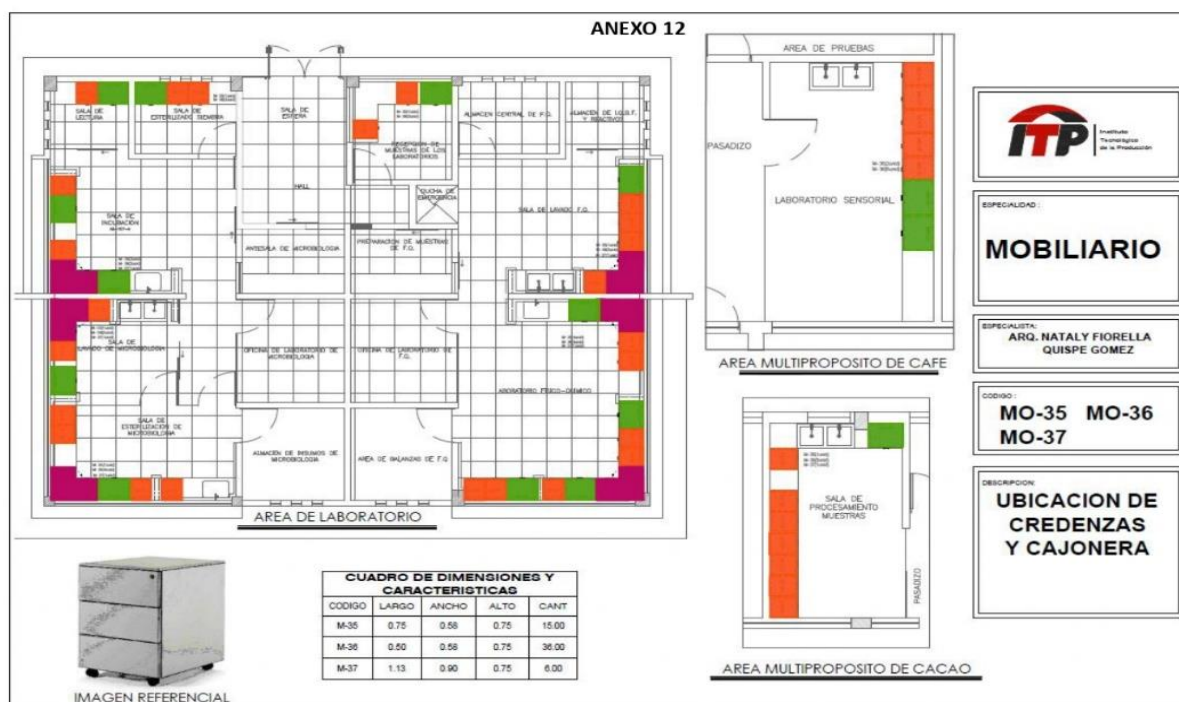 ANEXO 12
SALA DE
LECTURA
SALA DE
ESTERILIZADO SIEMBRA
SALA DE
ESPERA
RECEPCION DE
MUESTRAS DE LOS
LABORATORIOS
ALMACEN CENTRAL DE F.Q.
HALL
DUCHA DE
EMERGENCIA
SALA DE LAVADO F.Q.
SALA DE
INCUBACION
ANTESALA DE MICROBIOLOGIA
PREPARACION DE MUESTRAS
DE F.Q.
SALA DE
LAVADO DE MICROBIOLOGIA
OFICINA DE LABORATORIO DE
MICROBIOLOGIA
OFICINA DE LABORATORIO DE
F.Q.
LABORATORIO FISICO-QUIMICO
SALA DE
ESTERILIZACION DE
MICROBIOLOGIA
ALMACEN DE INSUMOS DE
MICROBIOLOGIA
AREA DE BALANZAS DE F.Q.
AREA DE LABORATORIO
AREA DE PRUEBAS
PASADIZO
LABORATORIO SENSORIAL
AREA MULTIPROPOSITO DE CAFE
SALA DE
PROCESAMIENTO
MUESTRAS
PASADIZO
AREA MULTIPROPOSITO DE CACAO
ITP
Instituto
Tecnológico
de la Producción
ESPECIALIDAD :
MOBILIARIO
ESPECIALISTA:
ARQ. NATALY FIORELLA
QUISPE GOMEZ
CODIGO :
MO-35 MO-36
MO-37
DESCRIPCION:
UBICACION DE
CREDENZAS
Y CAJONERA
IMAGEN REFERENCIAL
CUADRO DE DIMENSIONES Y
CARACTERISTICAS
CODIGO LARGO ANCHO ALTO CANT
M-35 0.75 0.58 0.75 15.00
M-36 0.50 0.58 0.75 36.00
M-37 1.13 0.90 0.75 6.00